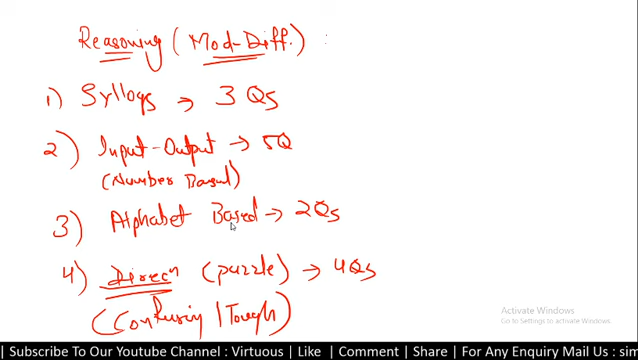 Reasoning (Mod-Diff.) :
1) Syllogs → 3 Qs
2) Input-Output → 5Q
(Number Based)
3) Alphabet Based → 2Qs
4) Direcⁿ (puzzle) → 4Qs
(Confusing | Tough)
Activate Windows
Go to Settings to activate Windows.
| Subscribe To Our Youtube Channel : Virtuous | Like | Comment | Share | For Any Enquiry Mail Us : sim